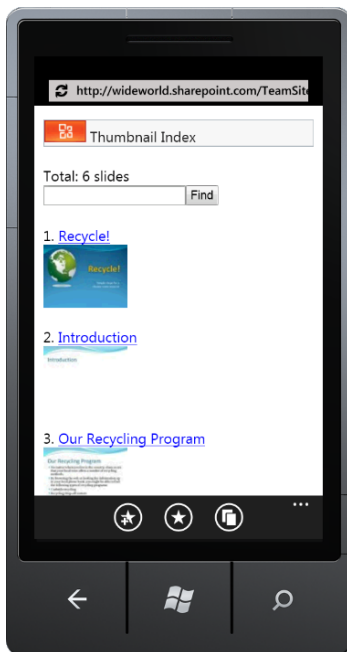 http://wideworld.sharepoint.com/TeamSite
Thumbnail Index
Total: 6 slides
Find
1. Recycle!
Recycle!
2. Introduction
Introduction
3. Our Recycling Program
Our Recycling Program